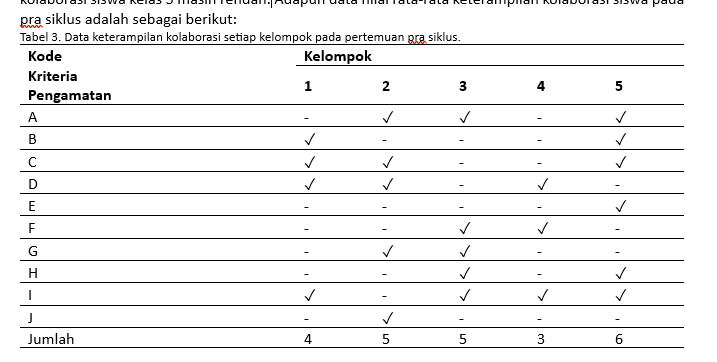 kolaborasi siswa kelas 5 masih rendah. Adapun data nilai rata-rata keterampilan kolaborasi siswa pada
pra siklus adalah sebagai berikut:
Tabel 3. Data keterampilan kolaborasi setiap kelompok pada pertemuan pra siklus.
Kode Kelompok
Kriteria
Pengamatan 1 2 3 4 5
A - ✓ ✓ - ✓
B ✓ - - - ✓
C ✓ ✓ - - ✓
D ✓ ✓ - ✓ -
E - - - - ✓
F - - ✓ ✓ -
G - ✓ ✓ - -
H - - ✓ - ✓
I ✓ - ✓ ✓ ✓
J - ✓ - - -
Jumlah 4 5 5 3 6